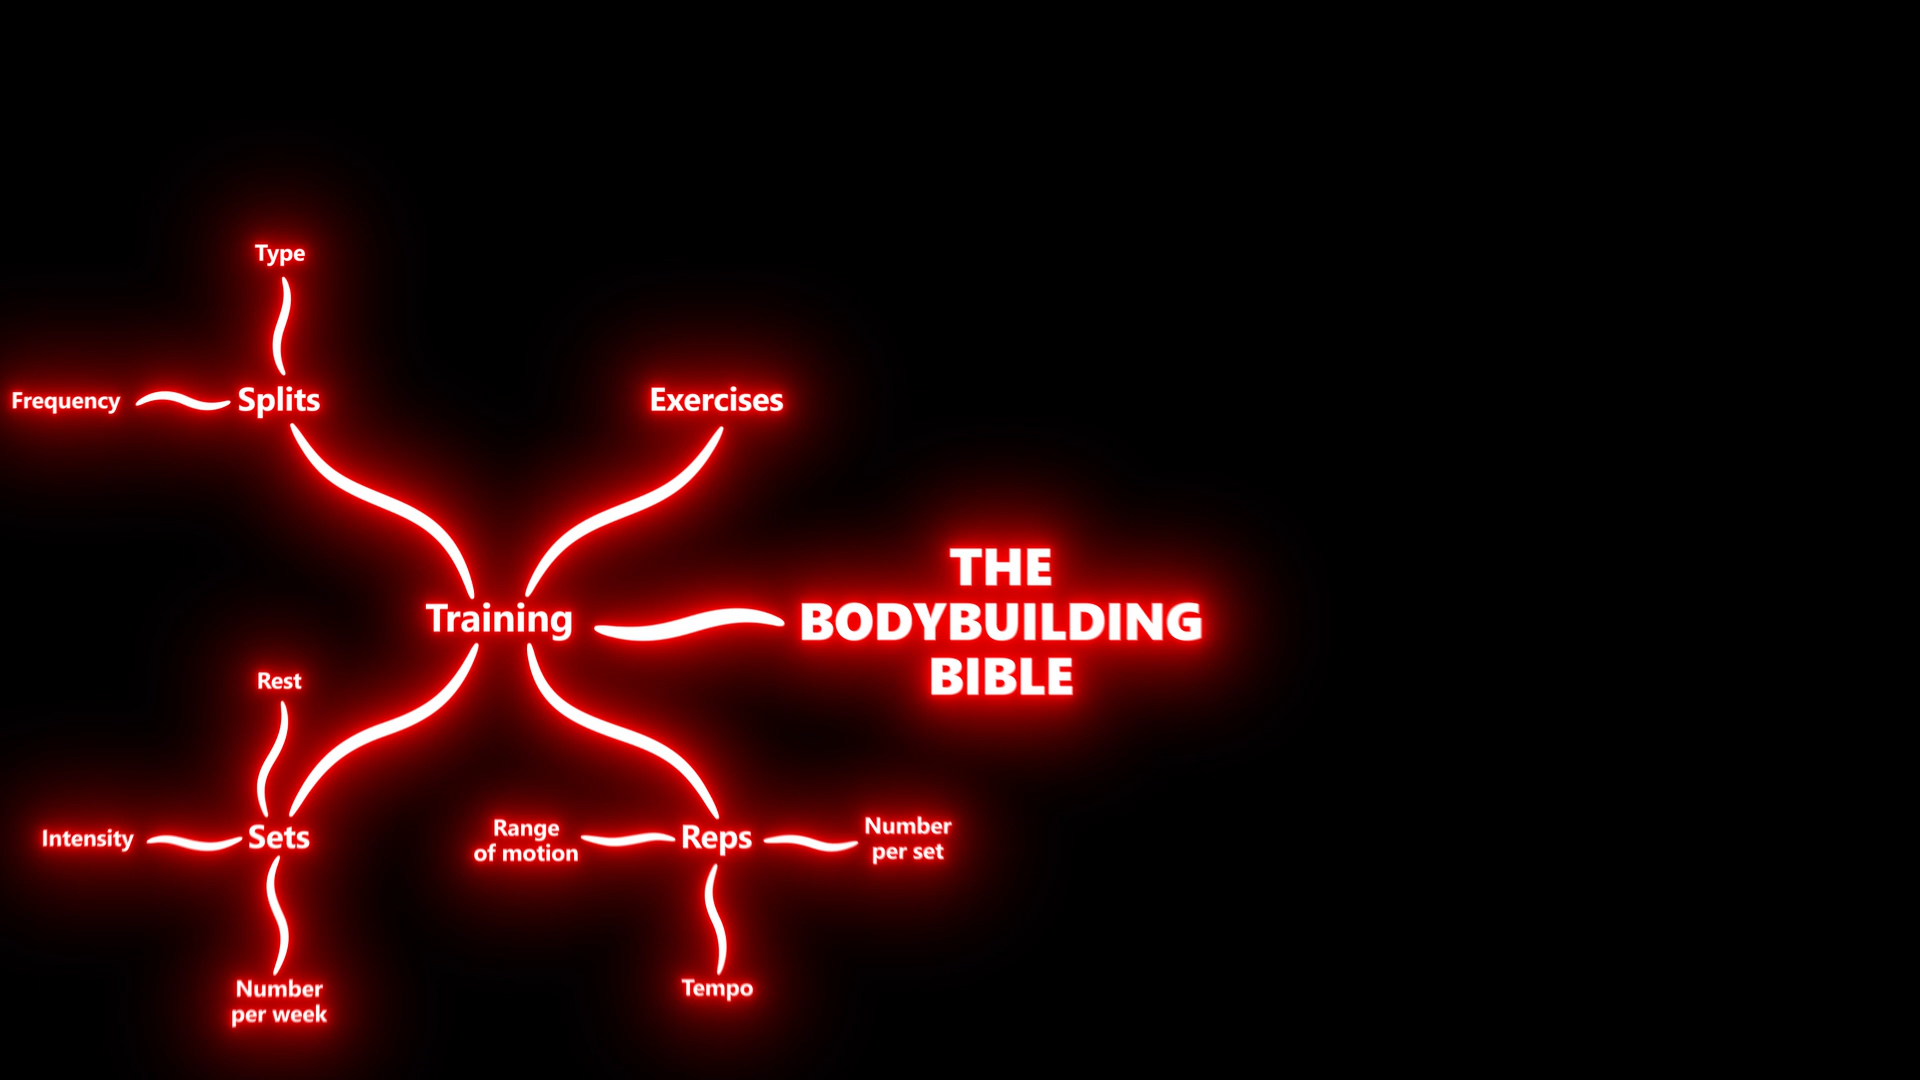 Type
Frequency
Splits
Exercises
THE
BODYBUILDING
BIBLE
Training
Rest
Intensity
Sets
Number
per week
Range
of motion
Reps
Number
per set
Tempo